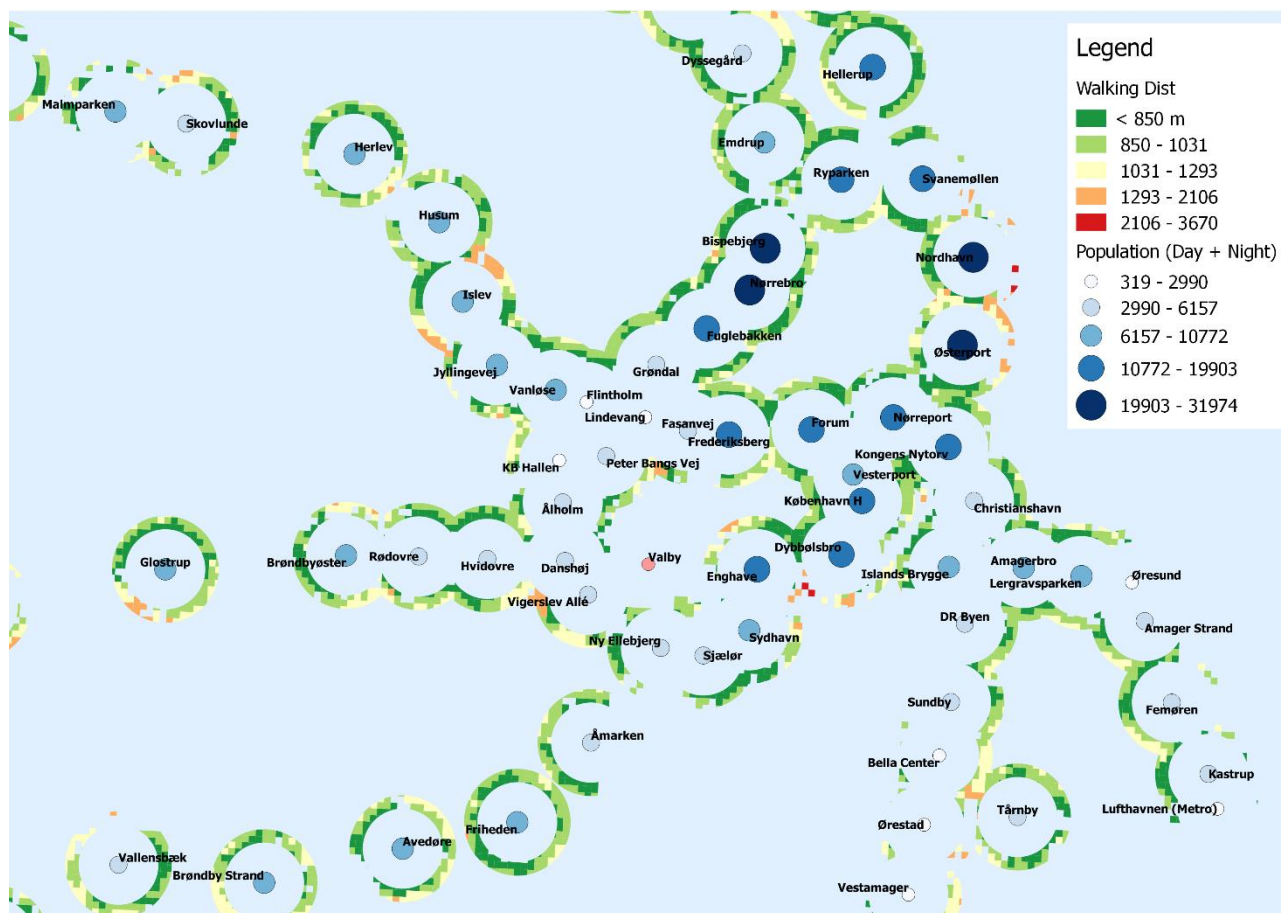 Legend
Walking Dist
< 850 m
850 - 1031
1031 - 1293
1293 - 2106
2106 - 3670
Population (Day + Night)
319 - 2990
2990 - 6157
6157 - 10772
10772 - 19903
19903 - 31974
Dyssegård
Hellerup
Malmparken
Skovlunde
Herlev
Emdrup
Ryparken
Svanemøllen
Husum
Bispebjerg
Nordhavn
Nørrebro
Islev
Fuglebakken
Østerport
Jyllingevej
Grøndal
Vanløse
Flintholm
Lindevang
Fasanvej
Frederiksberg
Forum
Nørreport
Kongens Nytorv
KB Hallen
Peter Bangs Vej
Vesterport
København H
Ålholm
Christianshavn
Glostrup
Brøndbyøster
Rødovre
Hvidovre
Danshøj
Valby
Enghave
Dybbølsbro
Islands Brygge
Amagerbro
Lergravsparken
Øresund
Vigerslev Allé
DR Byen
Amager Strand
Ny Ellebjerg
Sjælør
Sydhavn
Sundby
Femøren
Åmarken
Bella Center
Kastrup
Lufthavnen (Metro)
Tårnby
Ørestad
Friheden
Avedøre
Vallensbæk
Brøndby Strand
Vestamager